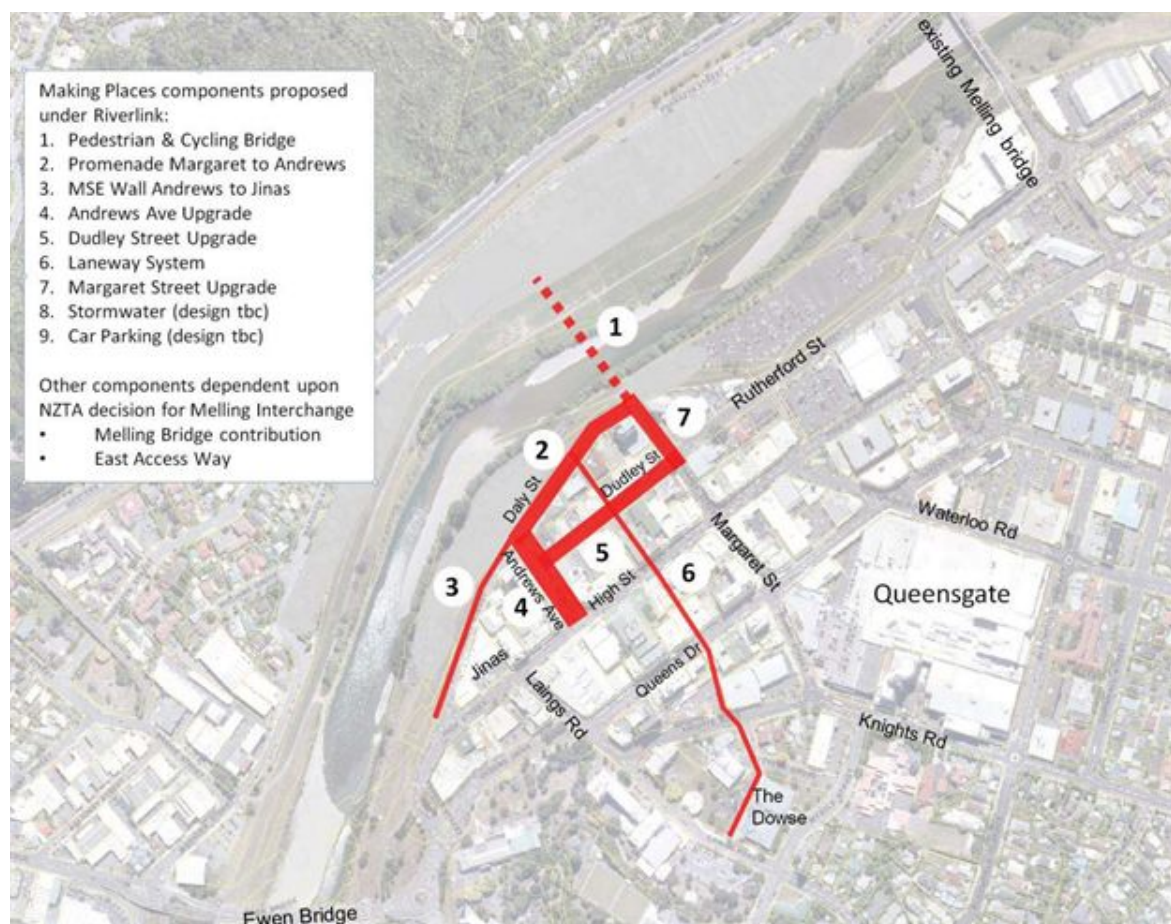 Making Places components proposed
under Riverlink:
1. Pedestrian & Cycling Bridge
2. Promenade Margaret to Andrews
3. MSE Wall Andrews to Jinas
4. Andrews Ave Upgrade
5. Dudley Street Upgrade
6. Laneway System
7. Margaret Street Upgrade
8. Stormwater (design tbc)
9. Car Parking (design tbc)
Other components dependent upon
NZTA decision for Melling Interchange
• Melling Bridge contribution
• East Access Way
existing Melling bridge
1
Rutherford St
7
2
Dudley St
Daly St
Waterloo Rd
Margaret St
5
6
3
Andrews Ave
High St
4
Queensgate
Jinas
Queens Dr
Laings Rd
Knights Rd
The
Dowse
Ewen Bridge